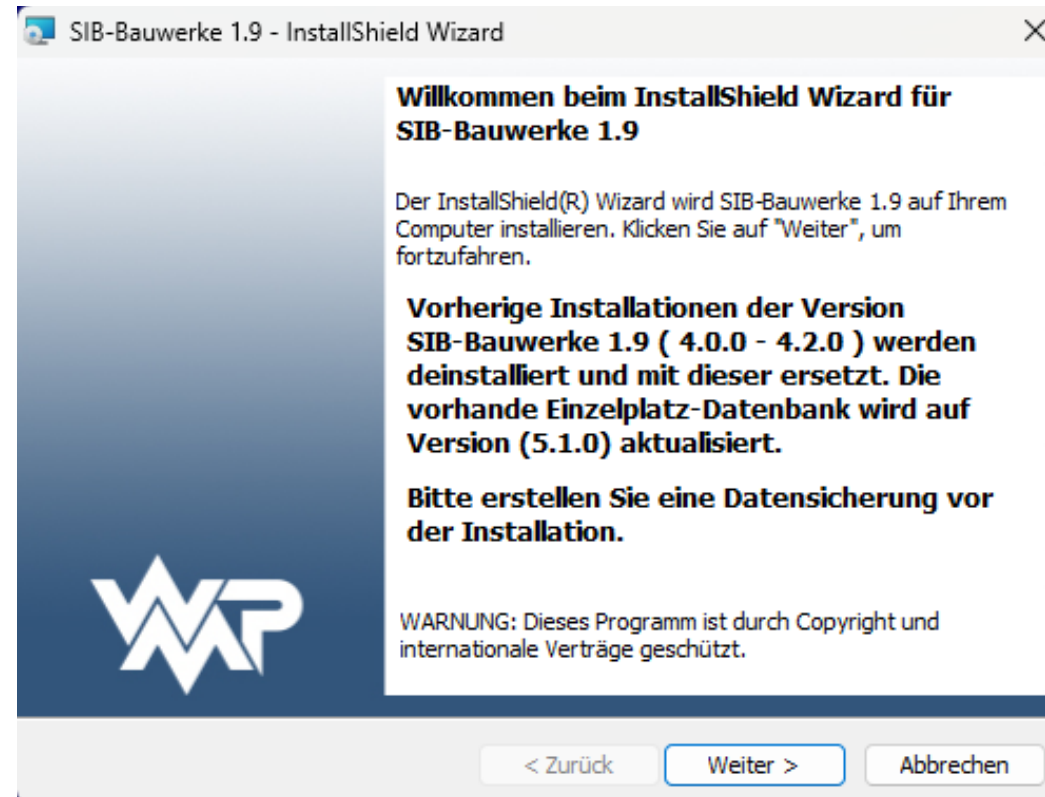 SIB-Bauwerke 1.9 - InstallShield Wizard
Willkommen beim InstallShield Wizard für
SIB-Bauwerke 1.9
Der InstallShield(R) Wizard wird SIB-Bauwerke 1.9 auf Ihrem
Computer installieren. Klicken Sie auf "Weiter", um
fortzufahren.
Vorherige Installationen der Version
SIB-Bauwerke 1.9 ( 4.0.0 - 4.2.0 ) werden
deinstalliert und mit dieser ersetzt. Die
vorhande Einzelplatz-Datenbank wird auf
Version (5.1.0) aktualisiert.
Bitte erstellen Sie eine Datensicherung vor
der Installation.
WARNUNG: Dieses Programm ist durch Copyright und
internationale Verträge geschützt.
WPM
< Zurück Weiter > Abbrechen